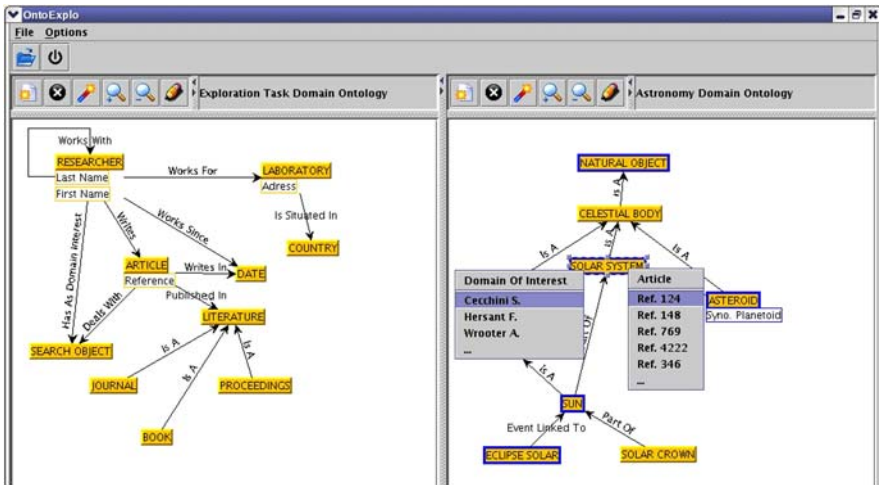 OntoExplo
File Options
Exploration Task Domain Ontology
Works With
RESEARCHER
Last Name
First Name
Works For
LABORATORY
Adress
Is Situated In
COUNTRY
Has As Domain Interest
Writes
Works Since
ARTICLE
Reference
Writes In
DATE
Published In
Deals With
LITERATURE
SEARCH OBJECT
Is A
Is A
Is A
JOURNAL
PROCEEDINGS
BOOK
Astronomy Domain Ontology
NATURAL OBJECT
is A
CELESTIAL BODY
Is A
is A
is A
SOLAR SYSTEM
Domain Of Interest
Cecchini S.
Hersant F.
Wrooter A.
...
Article
Ref. 124
Ref. 148
Ref. 769
Ref. 4222
Ref. 346
...
ASTEROID
Syno. Planetoid
Of
is A
SUN
Event Linked To
Part Of
ECLIPSE SOLAR
SOLAR CROWN